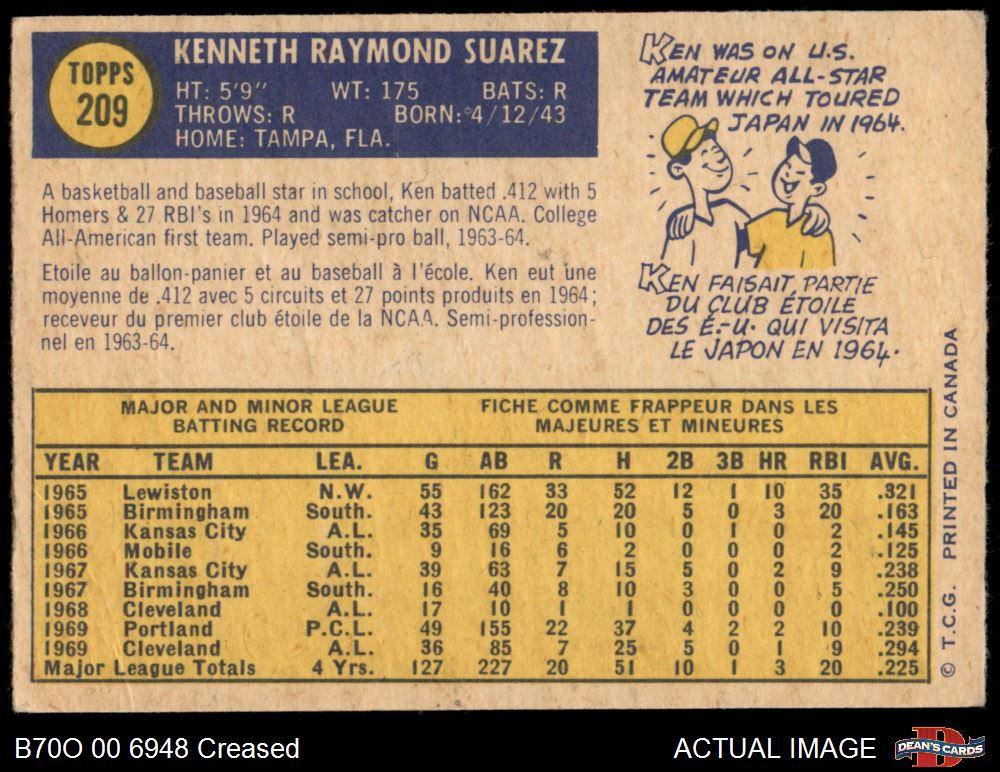 TOPPS
209
KENNETH RAYMOND SUAREZ
HT: 5'9" WT: 175 BATS: R
THROWS: R BORN: 4/12/43
HOME: TAMPA, FLA.
KEN WAS ON U.S.
AMATEUR ALL-STAR
TEAM WHICH TOURED
JAPAN IN 1964.
A basketball and baseball star in school, Ken batted .412 with 5
Homers & 27 RBI's in 1964 and was catcher on NCAA. College
All-American first team. Played semi-pro ball, 1963-64.
Etoile au ballon-panier et au baseball à l'école. Ken eut une
moyenne de .412 avec 5 circuits et 27 points produits en 1964;
receveur du premier club étoile de la NCAA. Semi-profession-
nel en 1963-64.
KEN FAISAIT PARTIE
DU CLUB ÉTOILE
DES É.-U. QUI VISITA
LE JAPON EN 1964.
MAJOR AND MINOR LEAGUE
BATTING RECORD
FICHE COMME FRAPPEUR DANS LES
MAJEURES ET MINEURES
YEAR TEAM LEA. G AB R H 2B 3B HR RBI AVG.
1965 Lewiston N.W. 55 162 33 52 12 1 10 35 .321
1965 Birmingham South. 43 123 20 20 5 0 3 20 .163
1966 Kansas City A.L. 35 69 5 10 0 1 0 2 .145
1966 Mobile South. 9 16 6 2 0 0 0 2 .125
1967 Kansas City A.L. 39 63 7 15 5 0 2 9 .238
1967 Birmingham South. 16 40 8 10 3 0 0 5 .250
1968 Cleveland A.L. 17 10 1 1 0 0 0 0 .100
1969 Portland P.C.L. 49 155 22 37 4 2 2 10 .239
1969 Cleveland A.L. 36 85 7 25 5 0 1 9 .294
Major League Totals 4 Yrs. 127 227 20 51 10 1 3 20 .225
© T.C.G. PRINTED IN CANADA
B70O 00 6948 Creased
ACTUAL IMAGE
DEAN'S CARDS